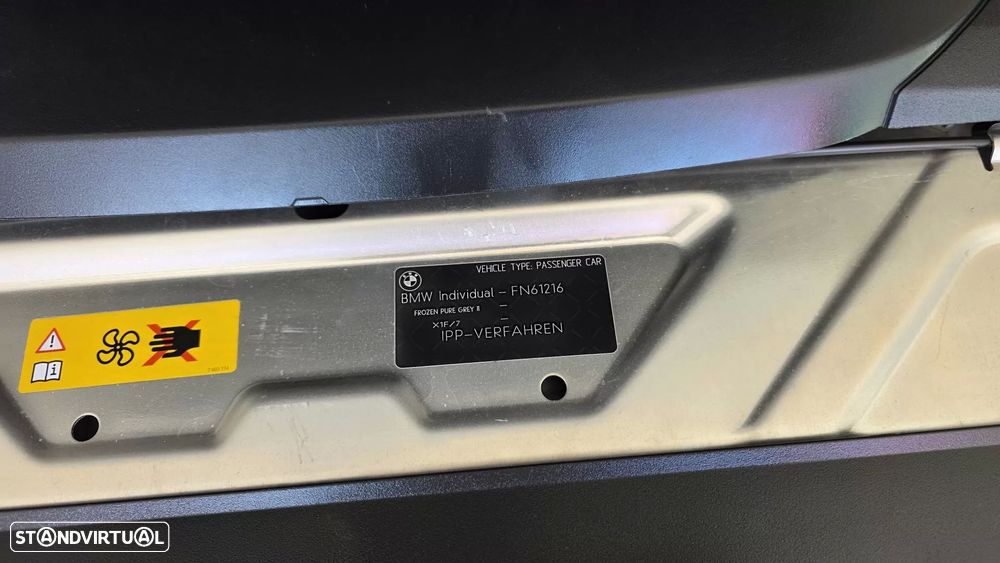 VEHICLE TYPE: PASSENGER CAR
BMW Individual - FN61216
FROZEN PURE GREY II -
X1F/7 -
IPP-VERFAHREN
STANDVIRTUAL